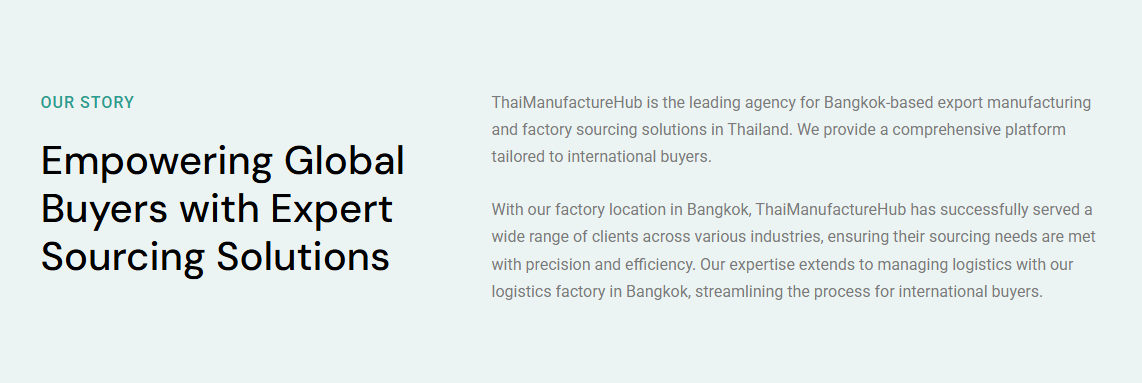 OUR STORY
Empowering Global
Buyers with Expert
Sourcing Solutions
ThaiManufactureHub is the leading agency for Bangkok-based export manufacturing
and factory sourcing solutions in Thailand. We provide a comprehensive platform
tailored to international buyers.
With our factory location in Bangkok, ThaiManufactureHub has successfully served a
wide range of clients across various industries, ensuring their sourcing needs are met
with precision and efficiency. Our expertise extends to managing logistics with our
logistics factory in Bangkok, streamlining the process for international buyers.